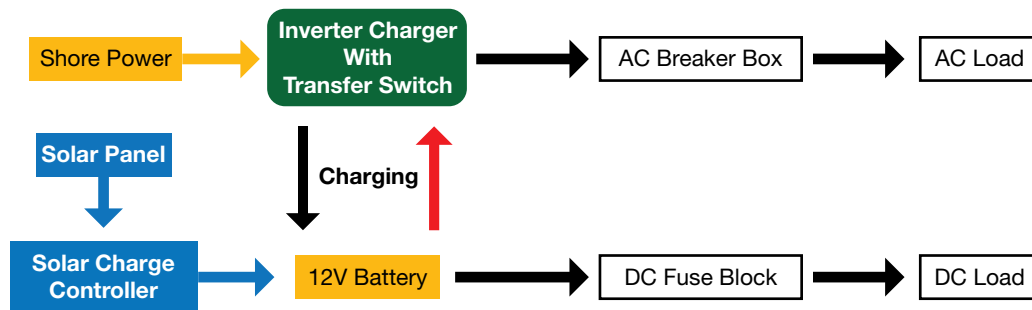 Shore Power
Inverter Charger
With
Transfer Switch
AC Breaker Box
AC Load
Solar Panel
Charging
Solar Charge
Controller
12V Battery
DC Fuse Block
DC Load